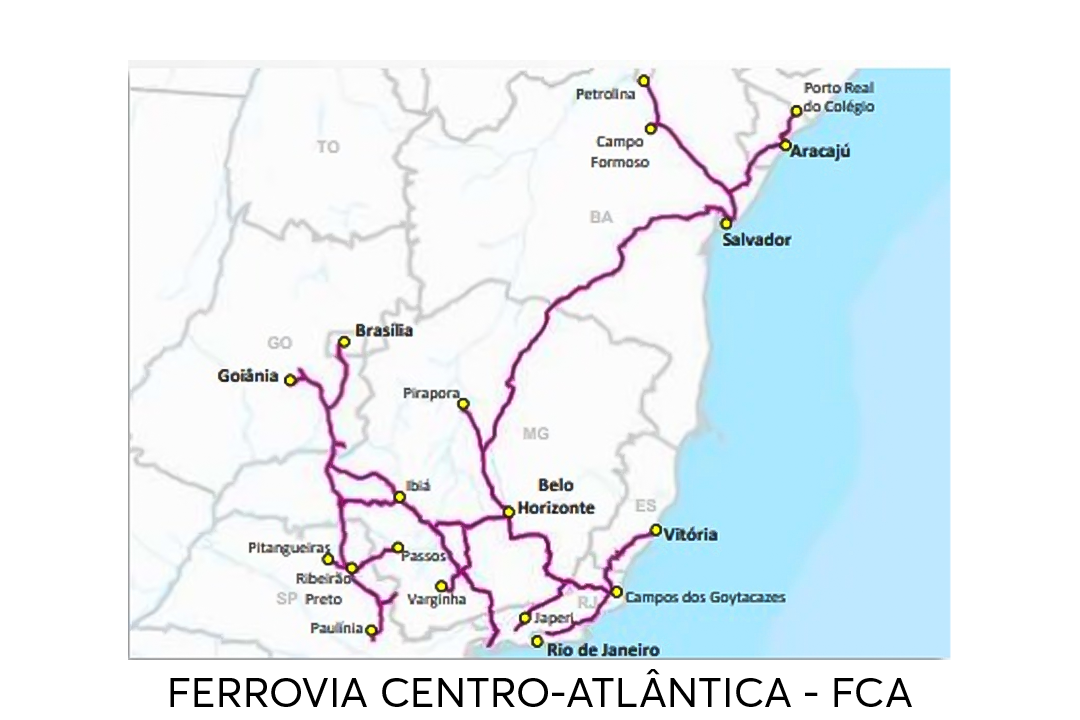 Petrolina
Porto Real
do Colégio
Campo
Formoso
Aracajú
TO
BA
Salvador
Brasília
GO
Goiânia
Pirapora
MG
Ibiá
Belo
Horizonte
ES
Vitória
Pitangueiras
Passos
Ribeirão
Preto
SP
Varginha
Campos dos Goytacazes
RJ
Japeri
Paulínia
Rio de Janeiro
FERROVIA CENTRO-ATLÂNTICA - FCA